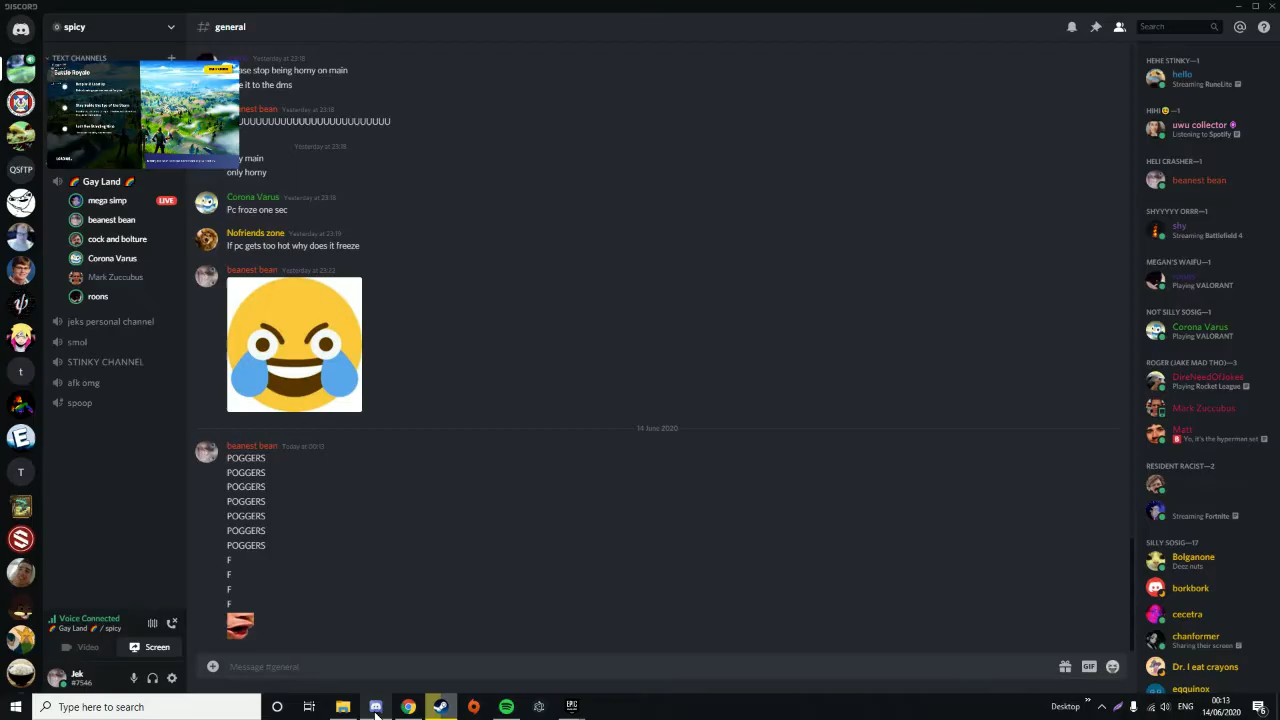 DISCORD
spicy
# general
Search
TEXT CHANNELS
Battle Royale
LOADING..
QSfTP
Gay Land
mega simp LIVE
beanest bean
cock and bolture
Corona Varus
Mark Zuccubus
roons
jeks personal channel
smol
STINKY CHANNEL
afk omg
spoop
t
T
Voice Connected
Gay Land / spicy
Video
Screen
Jek
#7546
Yesterday at 23:18
ase stop being horny on main
e it to the dms
anest bean Yesterday at 23:18
UUUUUUUUUUUUUUUUUUUUUUUUU
Yesterday at 23:18
y main
only horny
Corona Varus Yesterday at 23:18
Pc froze one sec
Nofriends zone Yesterday at 23:19
If pc gets too hot why does it freeze
beanest bean Yesterday at 23:23
14 June 2020
beanest bean Today at 00:13
POGGERS
POGGERS
POGGERS
POGGERS
POGGERS
POGGERS
POGGERS
F
F
F
F
Message #general
GIF
HEHE STINKY—1
hello
Streaming RuneLite
HIHI 😃—1
uwu collector
Listening to Spotify
HELI CRASHER—1
beanest bean
SHYYYYY ORRR—1
shy
Streaming Battlefield 4
MEGAN'S WAIFU—1
Playing VALORANT
NOT SILLY SOSIG—1
Corona Varus
Playing VALORANT
ROGER (JAKE MAD THO)—3
DireNeedOfJokes
Playing Rocket League
Mark Zuccubus
Matt
Yo, it's the hyperman set
RESIDENT RACIST—2
Streaming Fortnite
SILLY SOSIG—17
Bolganone
Deez nuts
borkbork
cecetra
chanformer
Sharing their screen
Dr. I eat crayons
eqquinox
Type here to search
EPIC
Desktop
00:13
14/06/2020